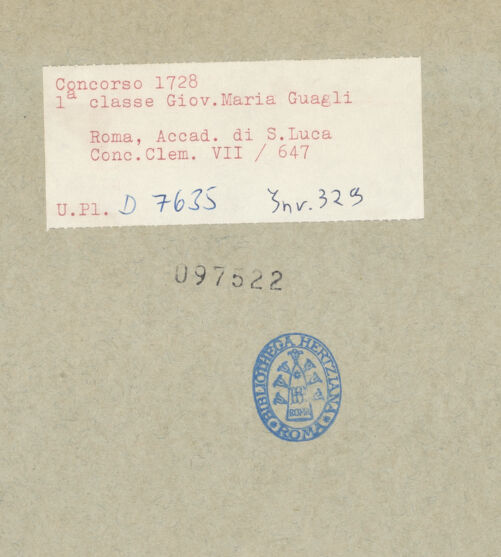 Concorso 1728
1ª classe Giov.Maria Guagli
Roma, Accad. di S.Luca
Conc.Clem. VII / 647
U.Pl. D 7635 Inv. 329
097522
BIBLIOTHECA HERTZIANA
ROMA
ROMA